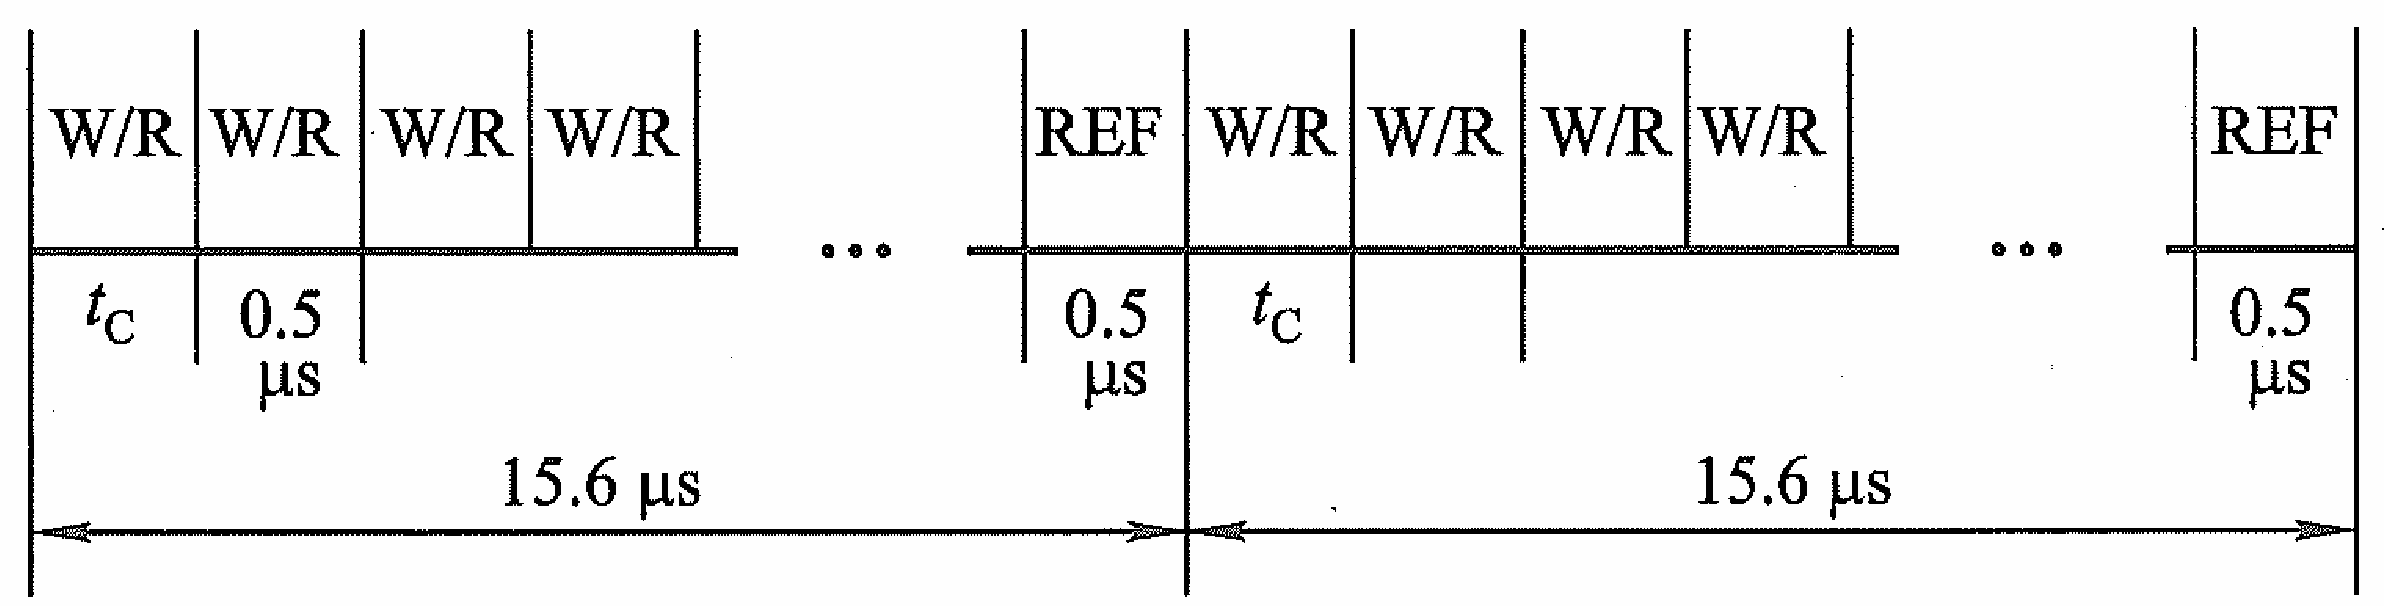 W/R W/R W/R W/R REF W/R W/R W/R W/R REF
t_C 0.5 μs 0.5 μs t_C 0.5 μs
15.6 μs 15.6 μs